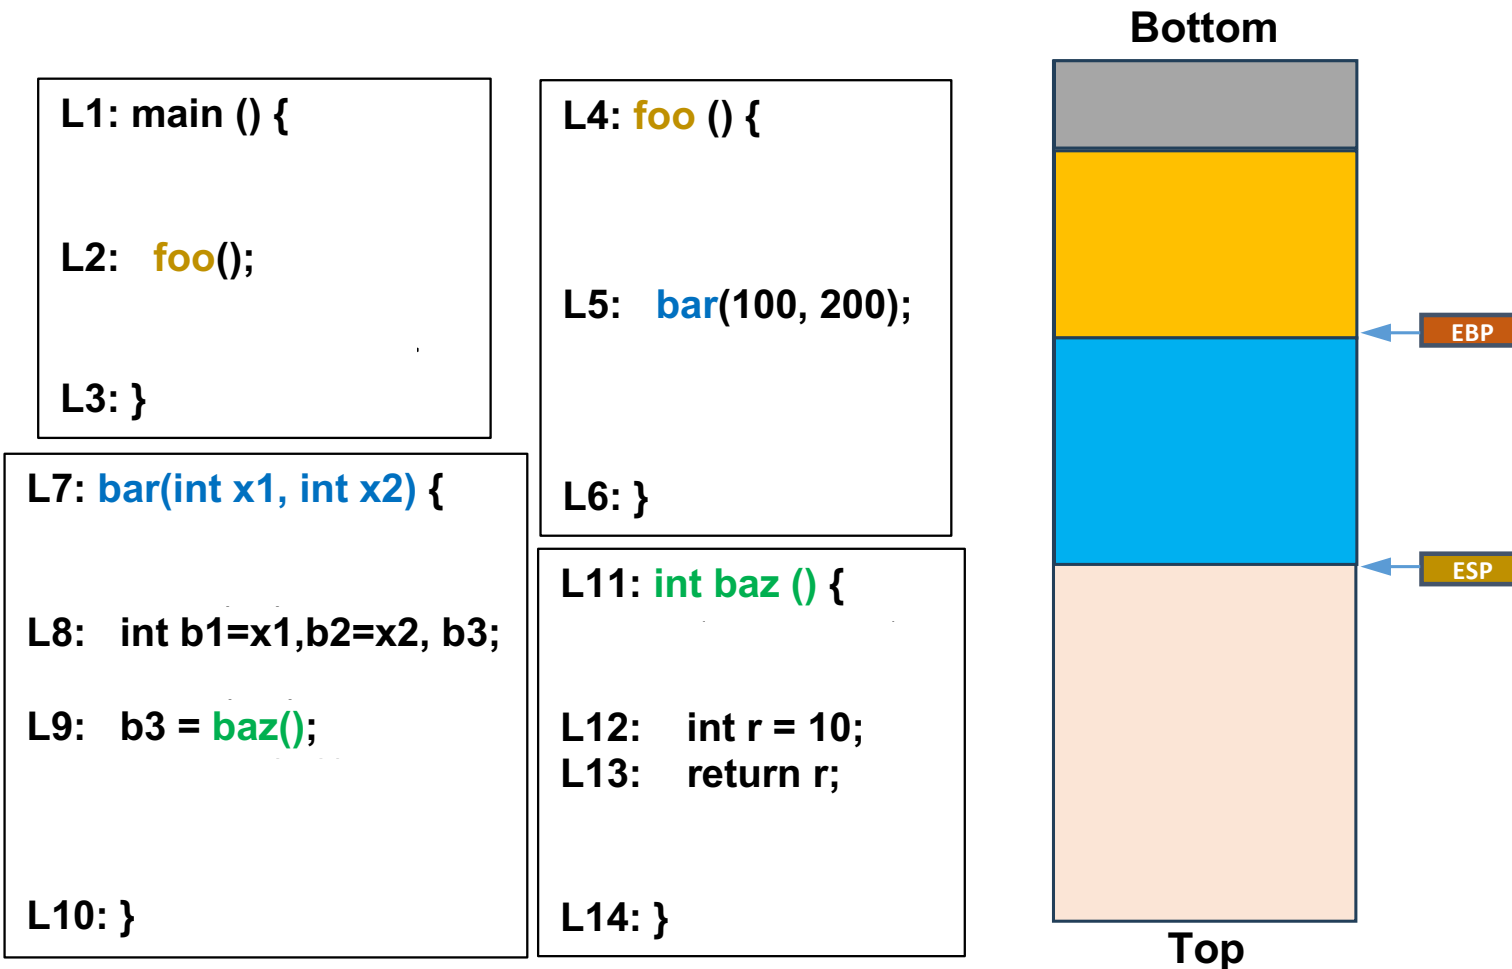 Bottom
L1: main () {
L2: foo();
L3: }
L4: foo () {
L5: bar(100, 200);
L6: }
L7: bar(int x1, int x2) {
L8: int b1=x1,b2=x2, b3;
L9: b3 = baz();
L10: }
L11: int baz () {
L12: int r = 10;
L13: return r;
L14: }
EBP
ESP
Top